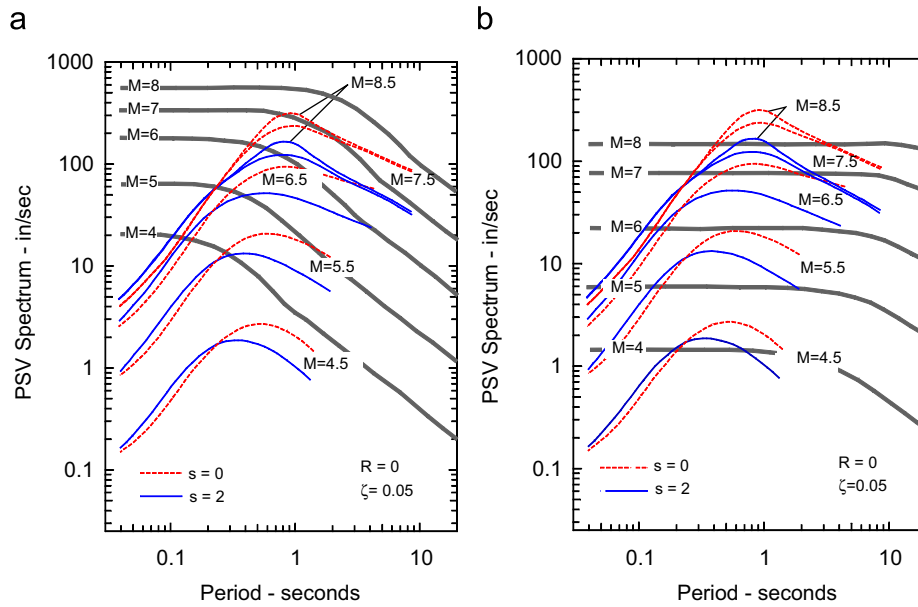 a
1000
100
10
1
0.1
PSV Spectrum - in/sec
M=8
M=7
M=6
M=5
M=4
M=8.5
M=7.5
M=6.5
M=5.5
M=4.5
s = 0
s = 2
R = 0
ζ= 0.05
0.1
1
10
Period - seconds
b
1000
100
10
1
0.1
PSV Spectrum - in/sec
M=8
M=7
M=6
M=5
M=4
M=8.5
M=7.5
M=6.5
M=5.5
M=4.5
s = 0
s = 2
R = 0
ζ=0.05
0.1
1
10
Period - seconds